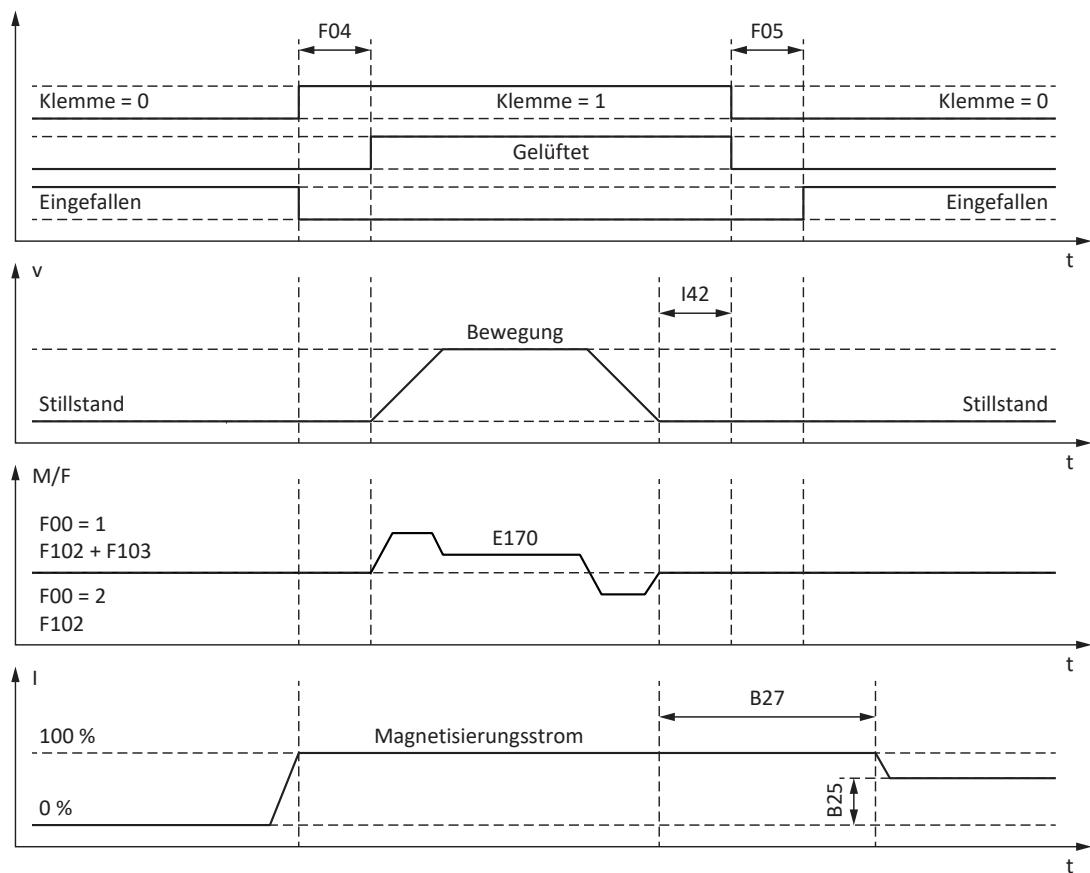 F04
F05
Klemme = 0
Klemme = 1
Klemme = 0
Gelüftet
Eingefallen
Eingefallen
t
v
I42
Bewegung
Stillstand
Stillstand
t
M/F
F00 = 1
F102 + F103
E170
F00 = 2
F102
t
I
B27
100 %
Magnetisierungsstrom
B25
0 %
t